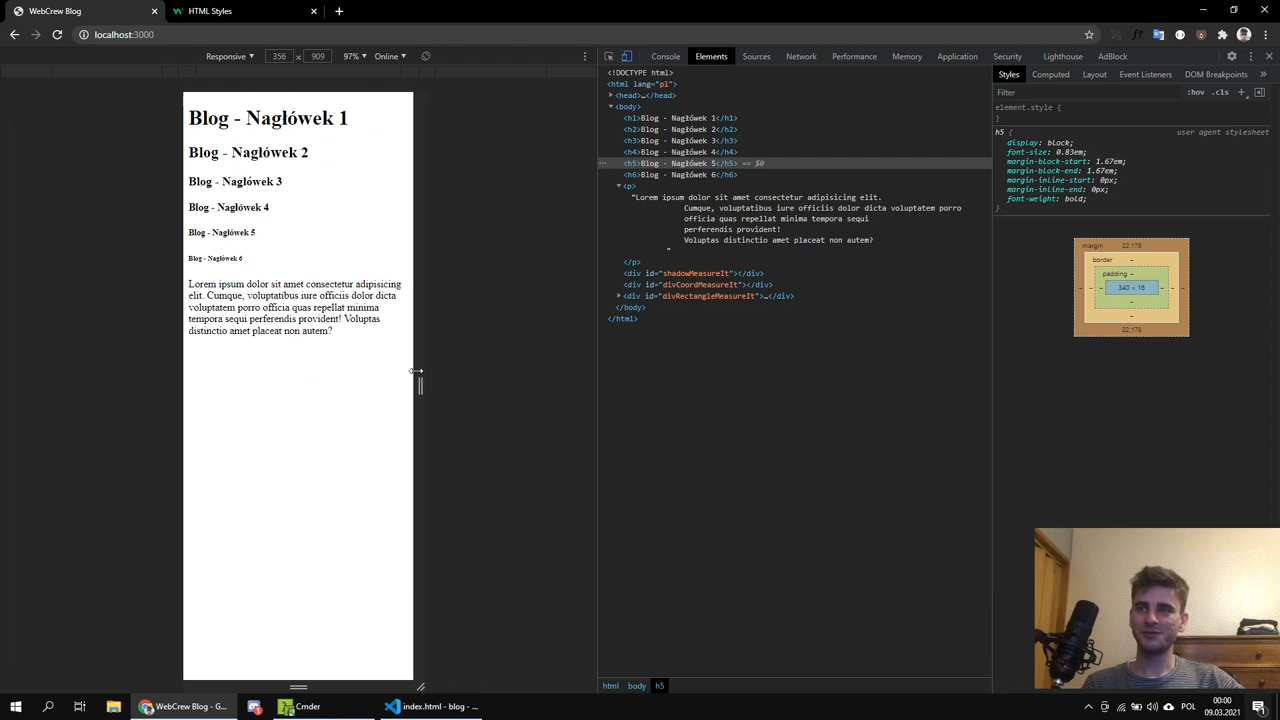 WebCrew Blog
HTML Styles
localhost:3000
Responsive
356 × 909
97%
Online
Console
Elements
Sources
Network
Performance
Memory
Application
Security
Lighthouse
AdBlock
Blog - Nagłówek 1
Blog - Nagłówek 2
Blog - Nagłówek 3
Blog - Nagłówek 4
Blog - Nagłówek 5
Blog - Nagłówek 6
Lorem ipsum dolor sit amet consectetur adipisicing
elit. Cumque, voluptatibus iure officiis dolor dicta
voluptatem porro officia quas repellat minima
tempora sequi perferendis provident! Voluptas
distinctio amet placeat non autem?
<!DOCTYPE html>
<html lang="pl">
<head>…</head>
<body>
<h1>Blog - Nagłówek 1</h1>
<h2>Blog - Nagłówek 2</h2>
<h3>Blog - Nagłówek 3</h3>
<h4>Blog - Nagłówek 4</h4>
<h5>Blog - Nagłówek 5</h5> == $0
<h6>Blog - Nagłówek 6</h6>
<p>
"Lorem ipsum dolor sit amet consectetur adipisicing elit.
Cumque, voluptatibus iure officiis dolor dicta voluptatem porro
officia quas repellat minima tempora sequi
perferendis provident!
Voluptas distinctio amet placeat non autem?
"
</p>
<div id="shadowMeasureIt"></div>
<div id="divCoordMeasureIt"></div>
<div id="divRectangleMeasureIt">…</div>
</body>
</html>
html body h5
Styles
Computed
Layout
Event Listeners
DOM Breakpoints
Filter
:hov .cls
element.style {
}
h5 {
user agent stylesheet
display: block;
font-size: 0.83em;
margin-block-start: 1.67em;
margin-block-end: 1.67em;
margin-inline-start: 0px;
margin-inline-end: 0px;
font-weight: bold;
}
margin 22.178
border –
padding –
340 × 16
22.178
WebCrew Blog - G...
Cmder
index.html - blog - ...
POL
00:00
09.03.2021